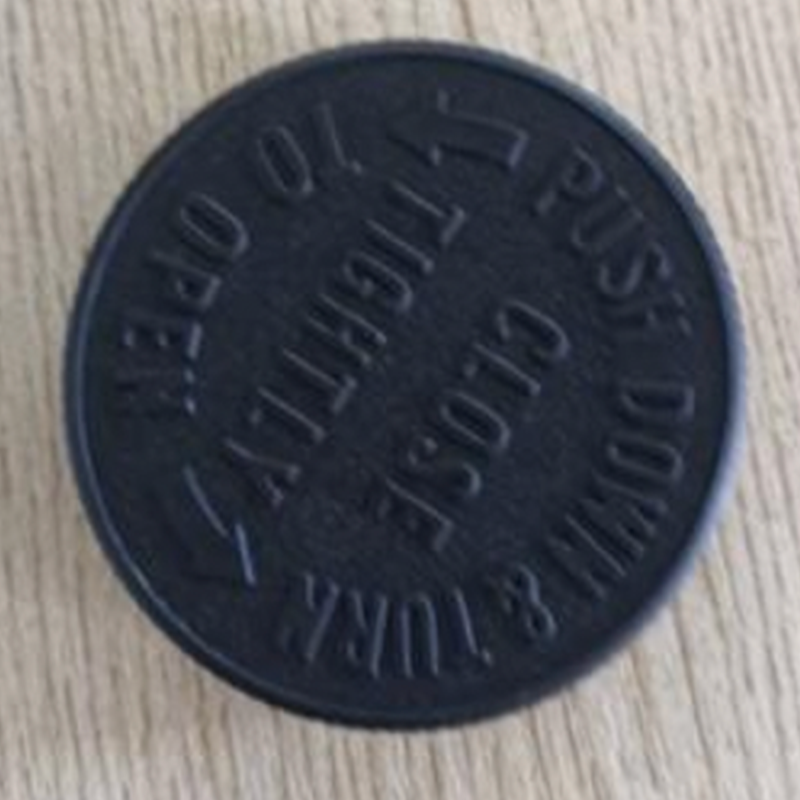 PUSH DOWN & TURN
TO OPEN
CLOSE
TIGHTLY